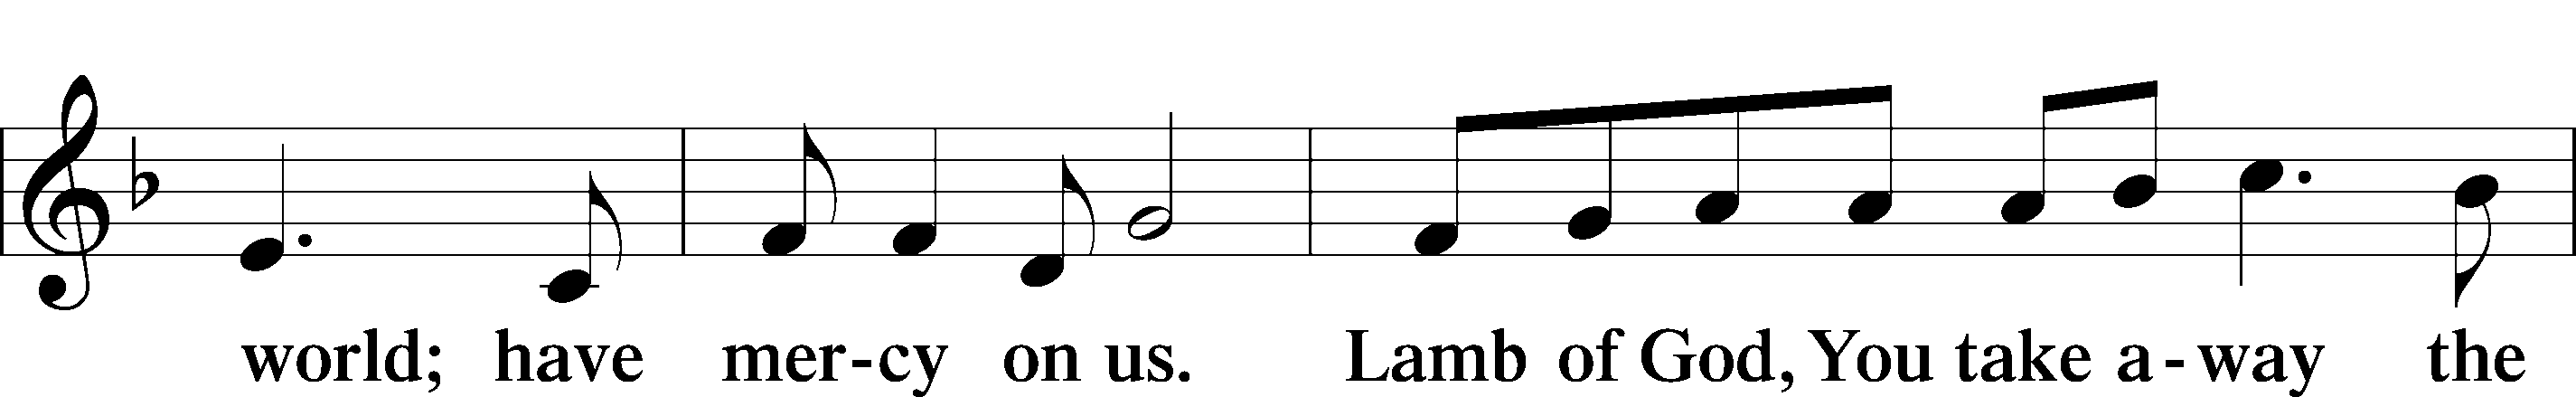 world; have mer-cy on us. Lamb of God, You take a-way the